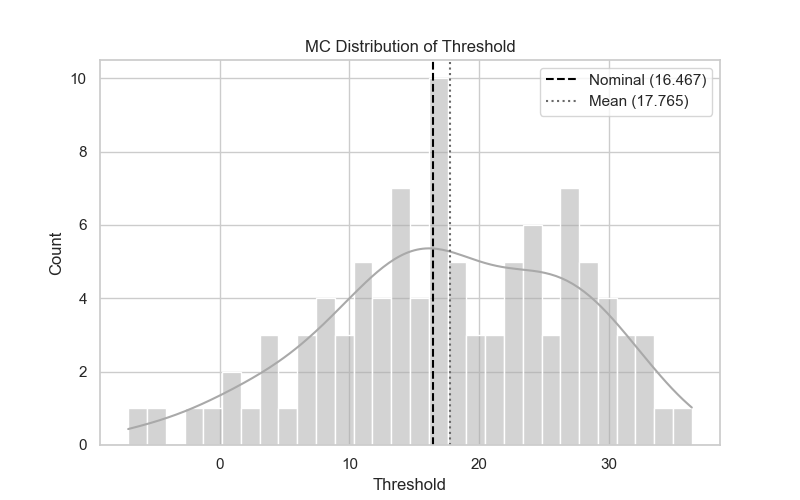 MC Distribution of Threshold
Nominal (16.467)
Mean (17.765)
10
8
6
4
2
0
Count
0 10 20 30
Threshold